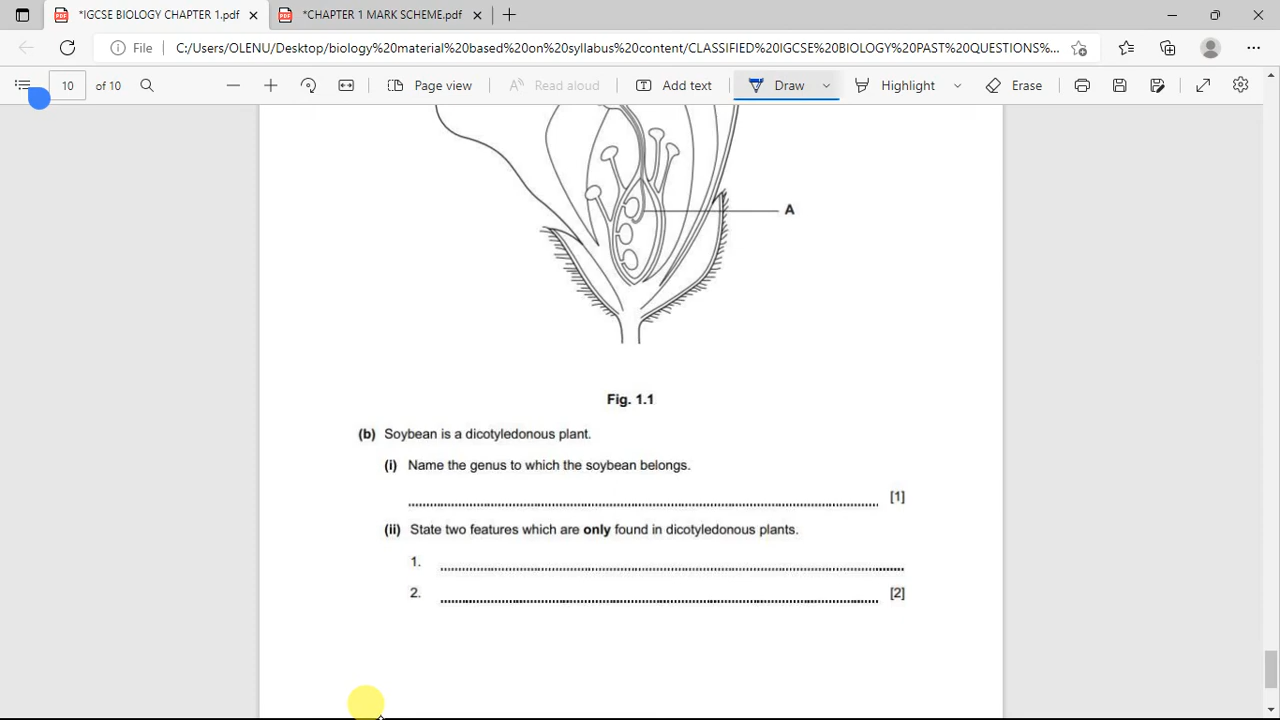 *IGCSE BIOLOGY CHAPTER 1.pdf
*CHAPTER 1 MARK SCHEME.pdf
File
C:/Users/OLENU/Desktop/biology%20material%20based%20on%20syllabus%20content/CLASSIFIED%20IGCSE%20BIOLOGY%20PAST%20QUESTIONS%...
10 of 10
Page view
Read aloud
Add text
Draw
Highlight
Erase
A
Fig. 1.1
(b) Soybean is a dicotyledonous plant.
(i) Name the genus to which the soybean belongs.
[1]
(ii) State two features which are only found in dicotyledonous plants.
1.
2. [2]